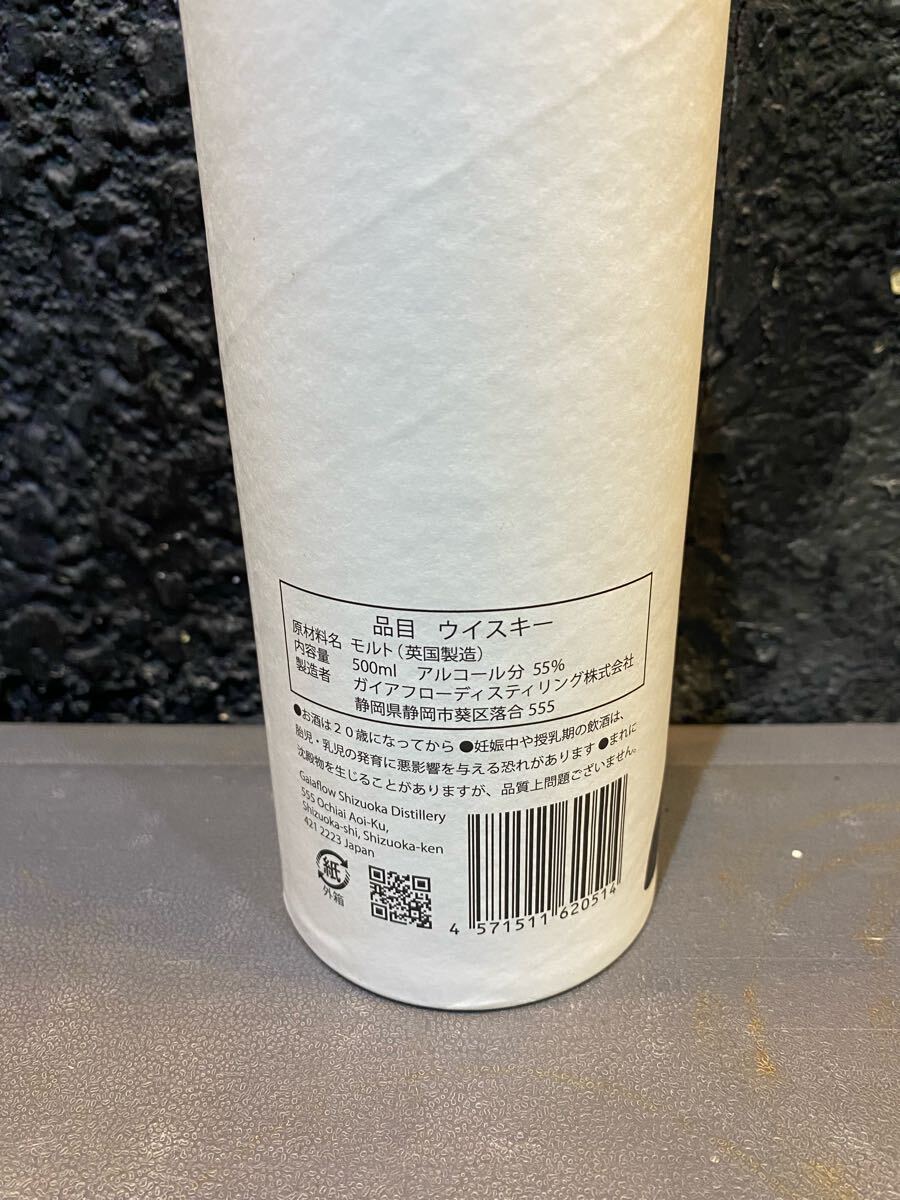 品目 ウイスキー
原材料名 モルト（英国製造）
内容量 500ml アルコール分 55%
製造者 ガイアフローディスティリング株式会社
静岡県静岡市葵区落合 555
●お酒は２０歳になってから ●妊娠中や授乳期の飲酒は、
胎児・乳児の発育に悪影響を与える恐れがあります ●まれに
沈殿物を生じることがありますが、品質上問題ございません。
Gaiaflow Shizuoka Distillery
555 Ochiai Aoi-Ku,
Shizuoka-shi, Shizuoka-ken
421 2223 Japan
紙
外箱
4 571511 620514